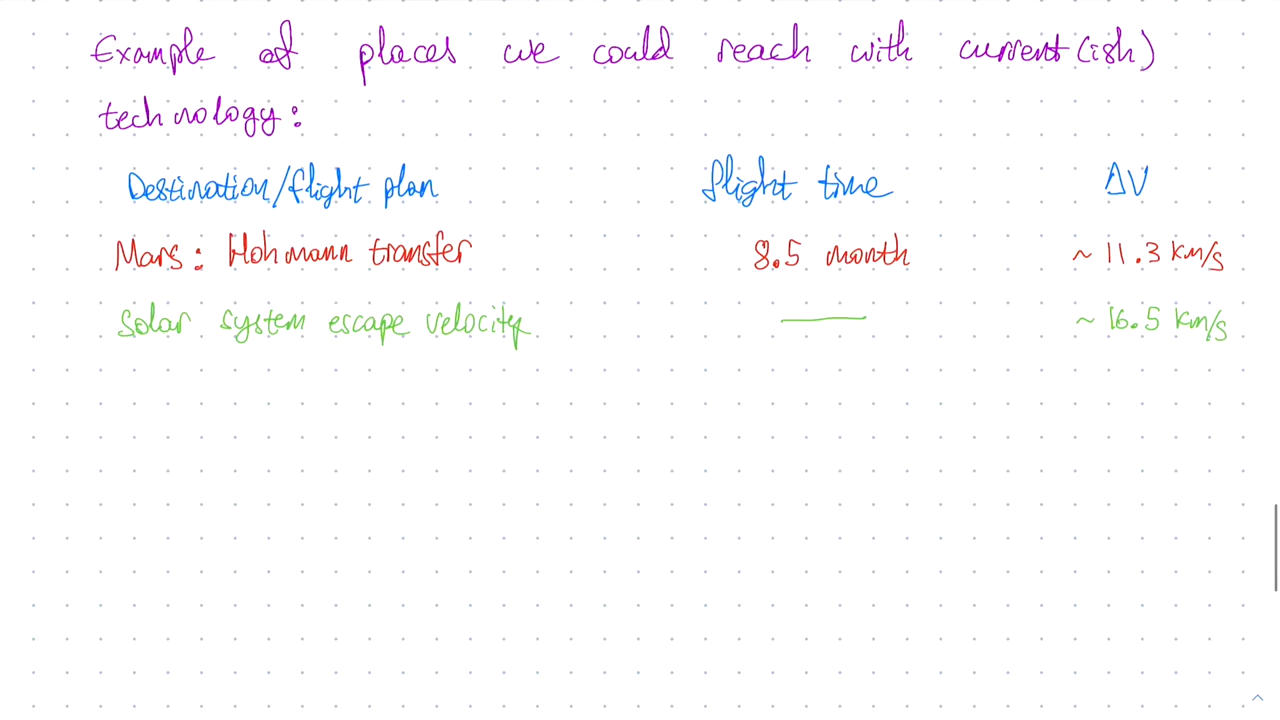 Example of places we could reach with current(ish)
technology:
Destination/flight plan flight time ΔV
Mars: Hohmann transfer 8.5 month ~ 11.3 km/s
Solar system escape velocity —— ~ 16.5 km/s